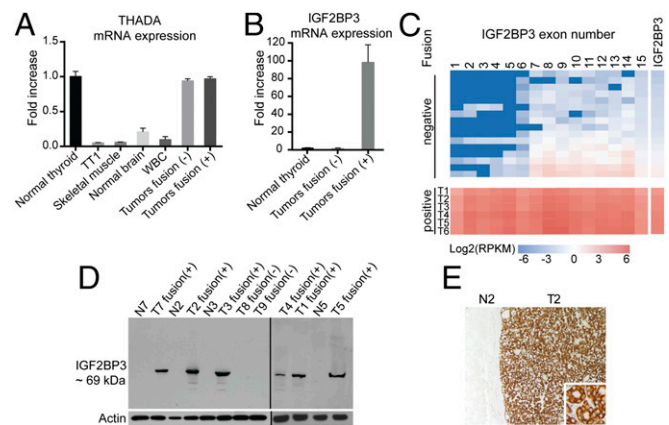 A
THADA
mRNA expression
Fold increase
1.5
1.0
0.5
0.0
Normal thyroid
TT1
Skeletal muscle
Normal brain
WBC
Tumors fusion (-)
Tumors fusion (+)
B
IGF2BP3
mRNA expression
Fold increase
120
100
80
60
40
20
0
Normal thyroid
Tumors fusion (-)
Tumors fusion (+)
C
Fusion
IGF2BP3 exon number
IGF2BP3
1 2 3 4 5 6 7 8 9 10 11 12 13 14 15
negative
positive
T1
T2
T3
T4
T5
T6
Log2(RPKM)
-6 -3 0 3 6
D
N7
T7 fusion(+)
N2
T2 fusion(+)
N3
T3 fusion(+)
T8 fusion(-)
T9 fusion(-)
T4 fusion(+)
T1 fusion(+)
N5
T5 fusion(+)
IGF2BP3
~ 69 kDa
Actin
E
N2 T2